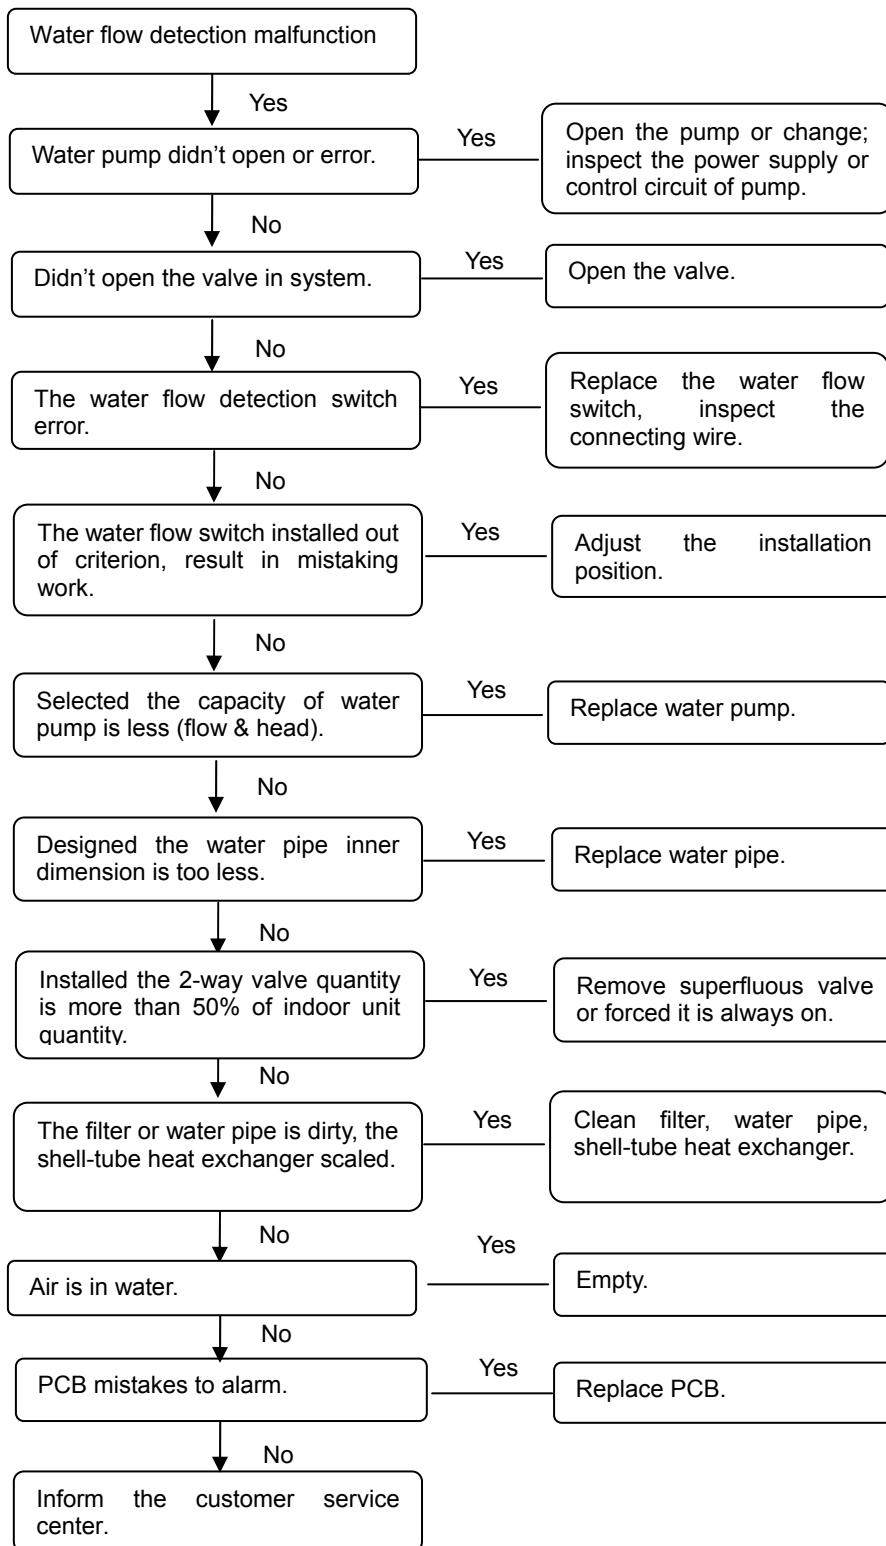 Water flow detection malfunction
Yes
Water pump didn’t open or error.
Yes
Open the pump or change;
inspect the power supply or
control circuit of pump.
No
Didn’t open the valve in system.
Yes
Open the valve.
No
The water flow detection switch
error.
Yes
Replace the water flow
switch, inspect the
connecting wire.
No
The water flow switch installed out
of criterion, result in mistaking
work.
Yes
Adjust the installation
position.
No
Selected the capacity of water
pump is less (flow & head).
Yes
Replace water pump.
No
Designed the water pipe inner
dimension is too less.
Yes
Replace water pipe.
No
Installed the 2-way valve quantity
is more than 50% of indoor unit
quantity.
Yes
Remove superfluous valve
or forced it is always on.
No
The filter or water pipe is dirty, the
shell-tube heat exchanger scaled.
Yes
Clean filter, water pipe,
shell-tube heat exchanger.
No
Air is in water.
Yes
Empty.
No
PCB mistakes to alarm.
Yes
Replace PCB.
No
Inform the customer service
center.